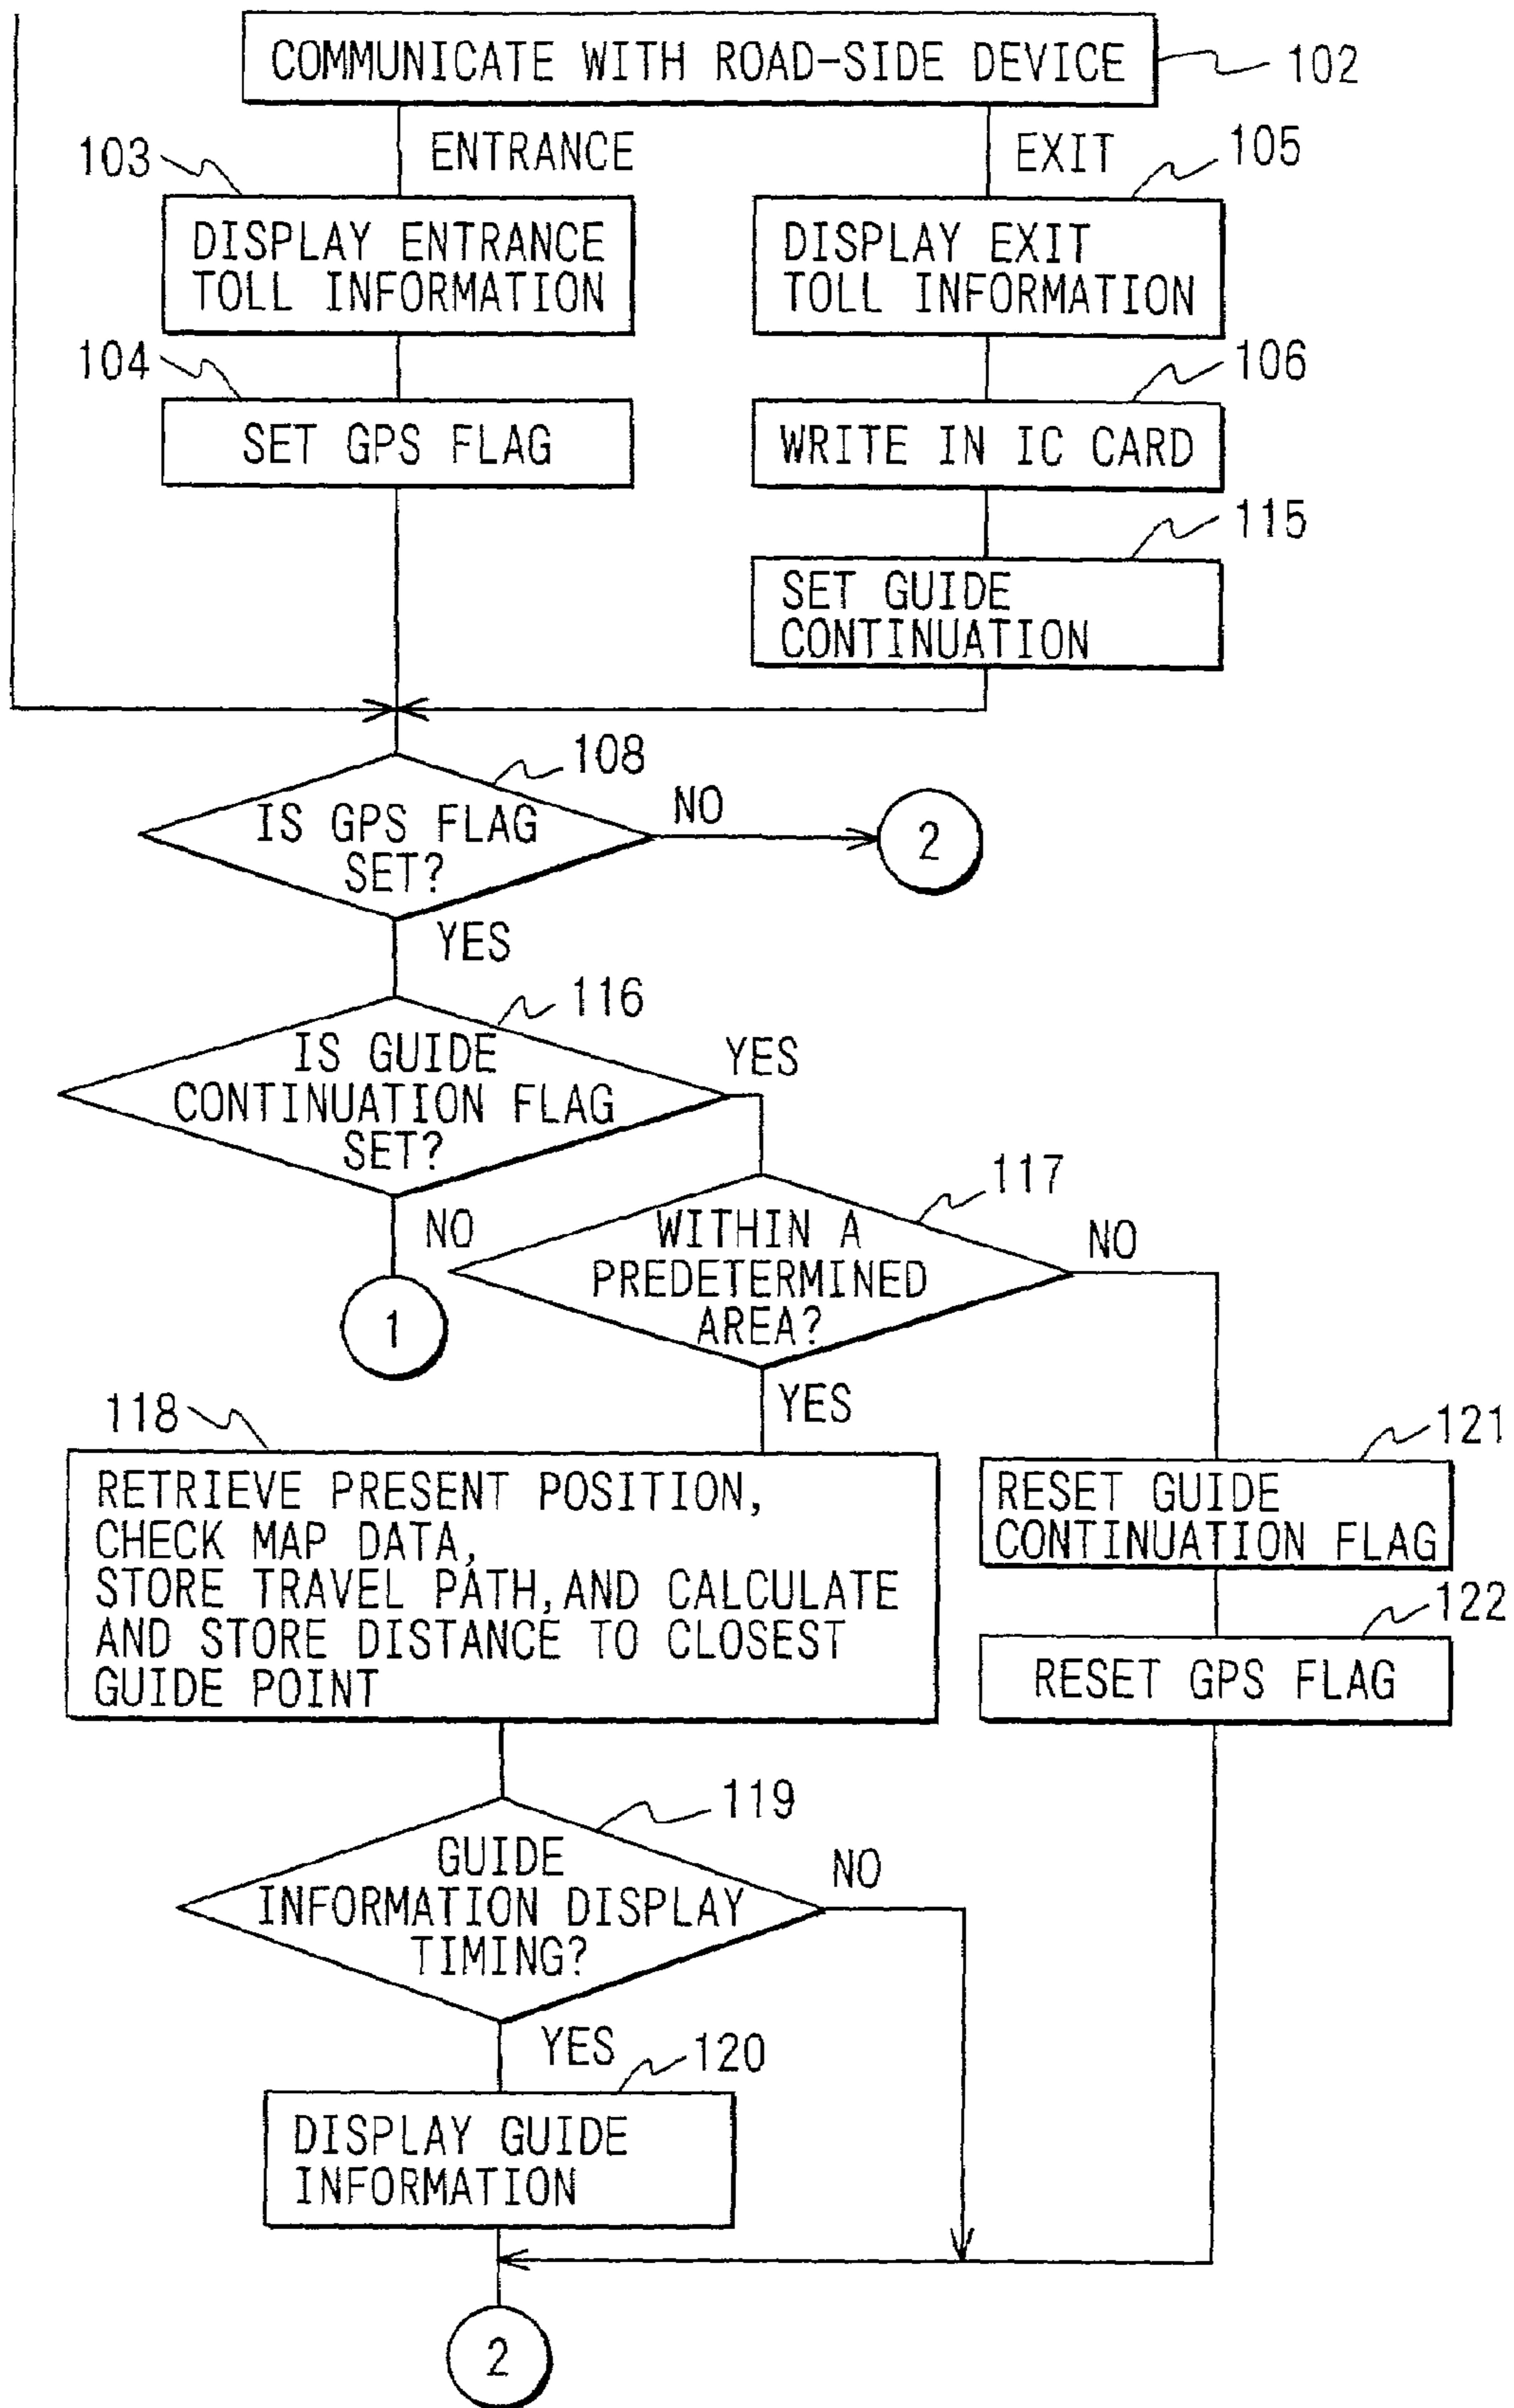 COMMUNICATE WITH ROAD-SIDE DEVICE
102
ENTRANCE
EXIT
103
105
DISPLAY ENTRANCE
TOLL INFORMATION
DISPLAY EXIT
TOLL INFORMATION
104
106
SET GPS FLAG
WRITE IN IC CARD
115
SET GUIDE
CONTINUATION
108
IS GPS FLAG
SET?
NO
2
YES
116
IS GUIDE
CONTINUATION FLAG
SET?
YES
NO
1
117
WITHIN A
PREDETERMINED
AREA?
NO
YES
118
RETRIEVE PRESENT POSITION,
CHECK MAP DATA,
STORE TRAVEL PATH,AND CALCULATE
AND STORE DISTANCE TO CLOSEST
GUIDE POINT
121
RESET GUIDE
CONTINUATION FLAG
122
RESET GPS FLAG
119
GUIDE
INFORMATION DISPLAY
TIMING?
NO
YES
120
DISPLAY GUIDE
INFORMATION
2